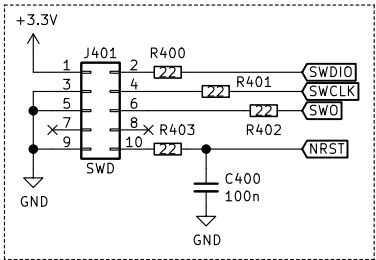 +3.3V
J401
R400
1 2 22 SWDIO
R401
3 4 22 SWCLK
5 6 22 SWO
R402
7 8 R403
9 10 22 NRST
SWD
GND
C400
100n
GND